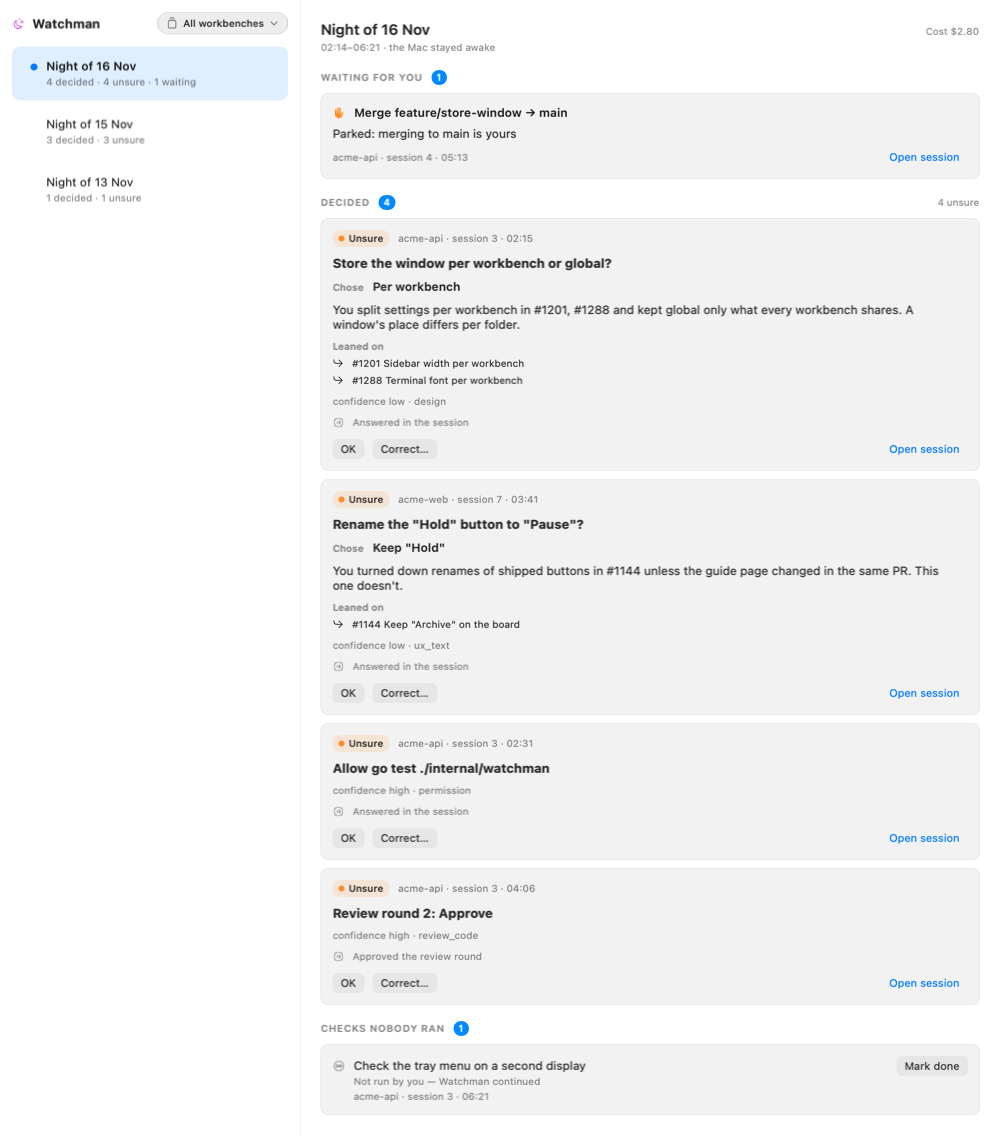 Watchman
All workbenches
Night of 16 Nov
4 decided · 4 unsure · 1 waiting
Night of 15 Nov
3 decided · 3 unsure
Night of 13 Nov
1 decided · 1 unsure
Night of 16 Nov
Cost $2.80
02:14–06:21 · the Mac stayed awake
WAITING FOR YOU 1
Merge feature/store-window → main
Parked: merging to main is yours
acme-api · session 4 · 05:13
Open session
DECIDED 4
4 unsure
Unsure acme-api · session 3 · 02:15
Store the window per workbench or global?
Chose Per workbench
You split settings per workbench in #1201, #1288 and kept global only what every workbench shares. A
window's place differs per folder.
Leaned on
#1201 Sidebar width per workbench
#1288 Terminal font per workbench
confidence low · design
Answered in the session
OK Correct... Open session
Unsure acme-web · session 7 · 03:41
Rename the "Hold" button to "Pause"?
Chose Keep "Hold"
You turned down renames of shipped buttons in #1144 unless the guide page changed in the same PR. This
one doesn't.
Leaned on
#1144 Keep "Archive" on the board
confidence low · ux_text
Answered in the session
OK Correct... Open session
Unsure acme-api · session 3 · 02:31
Allow go test ./internal/watchman
confidence high · permission
Answered in the session
OK Correct... Open session
Unsure acme-api · session 3 · 04:06
Review round 2: Approve
confidence high · review_code
Approved the review round
OK Correct... Open session
CHECKS NOBODY RAN 1
Check the tray menu on a second display
Mark done
Not run by you — Watchman continued
acme-api · session 3 · 06:21